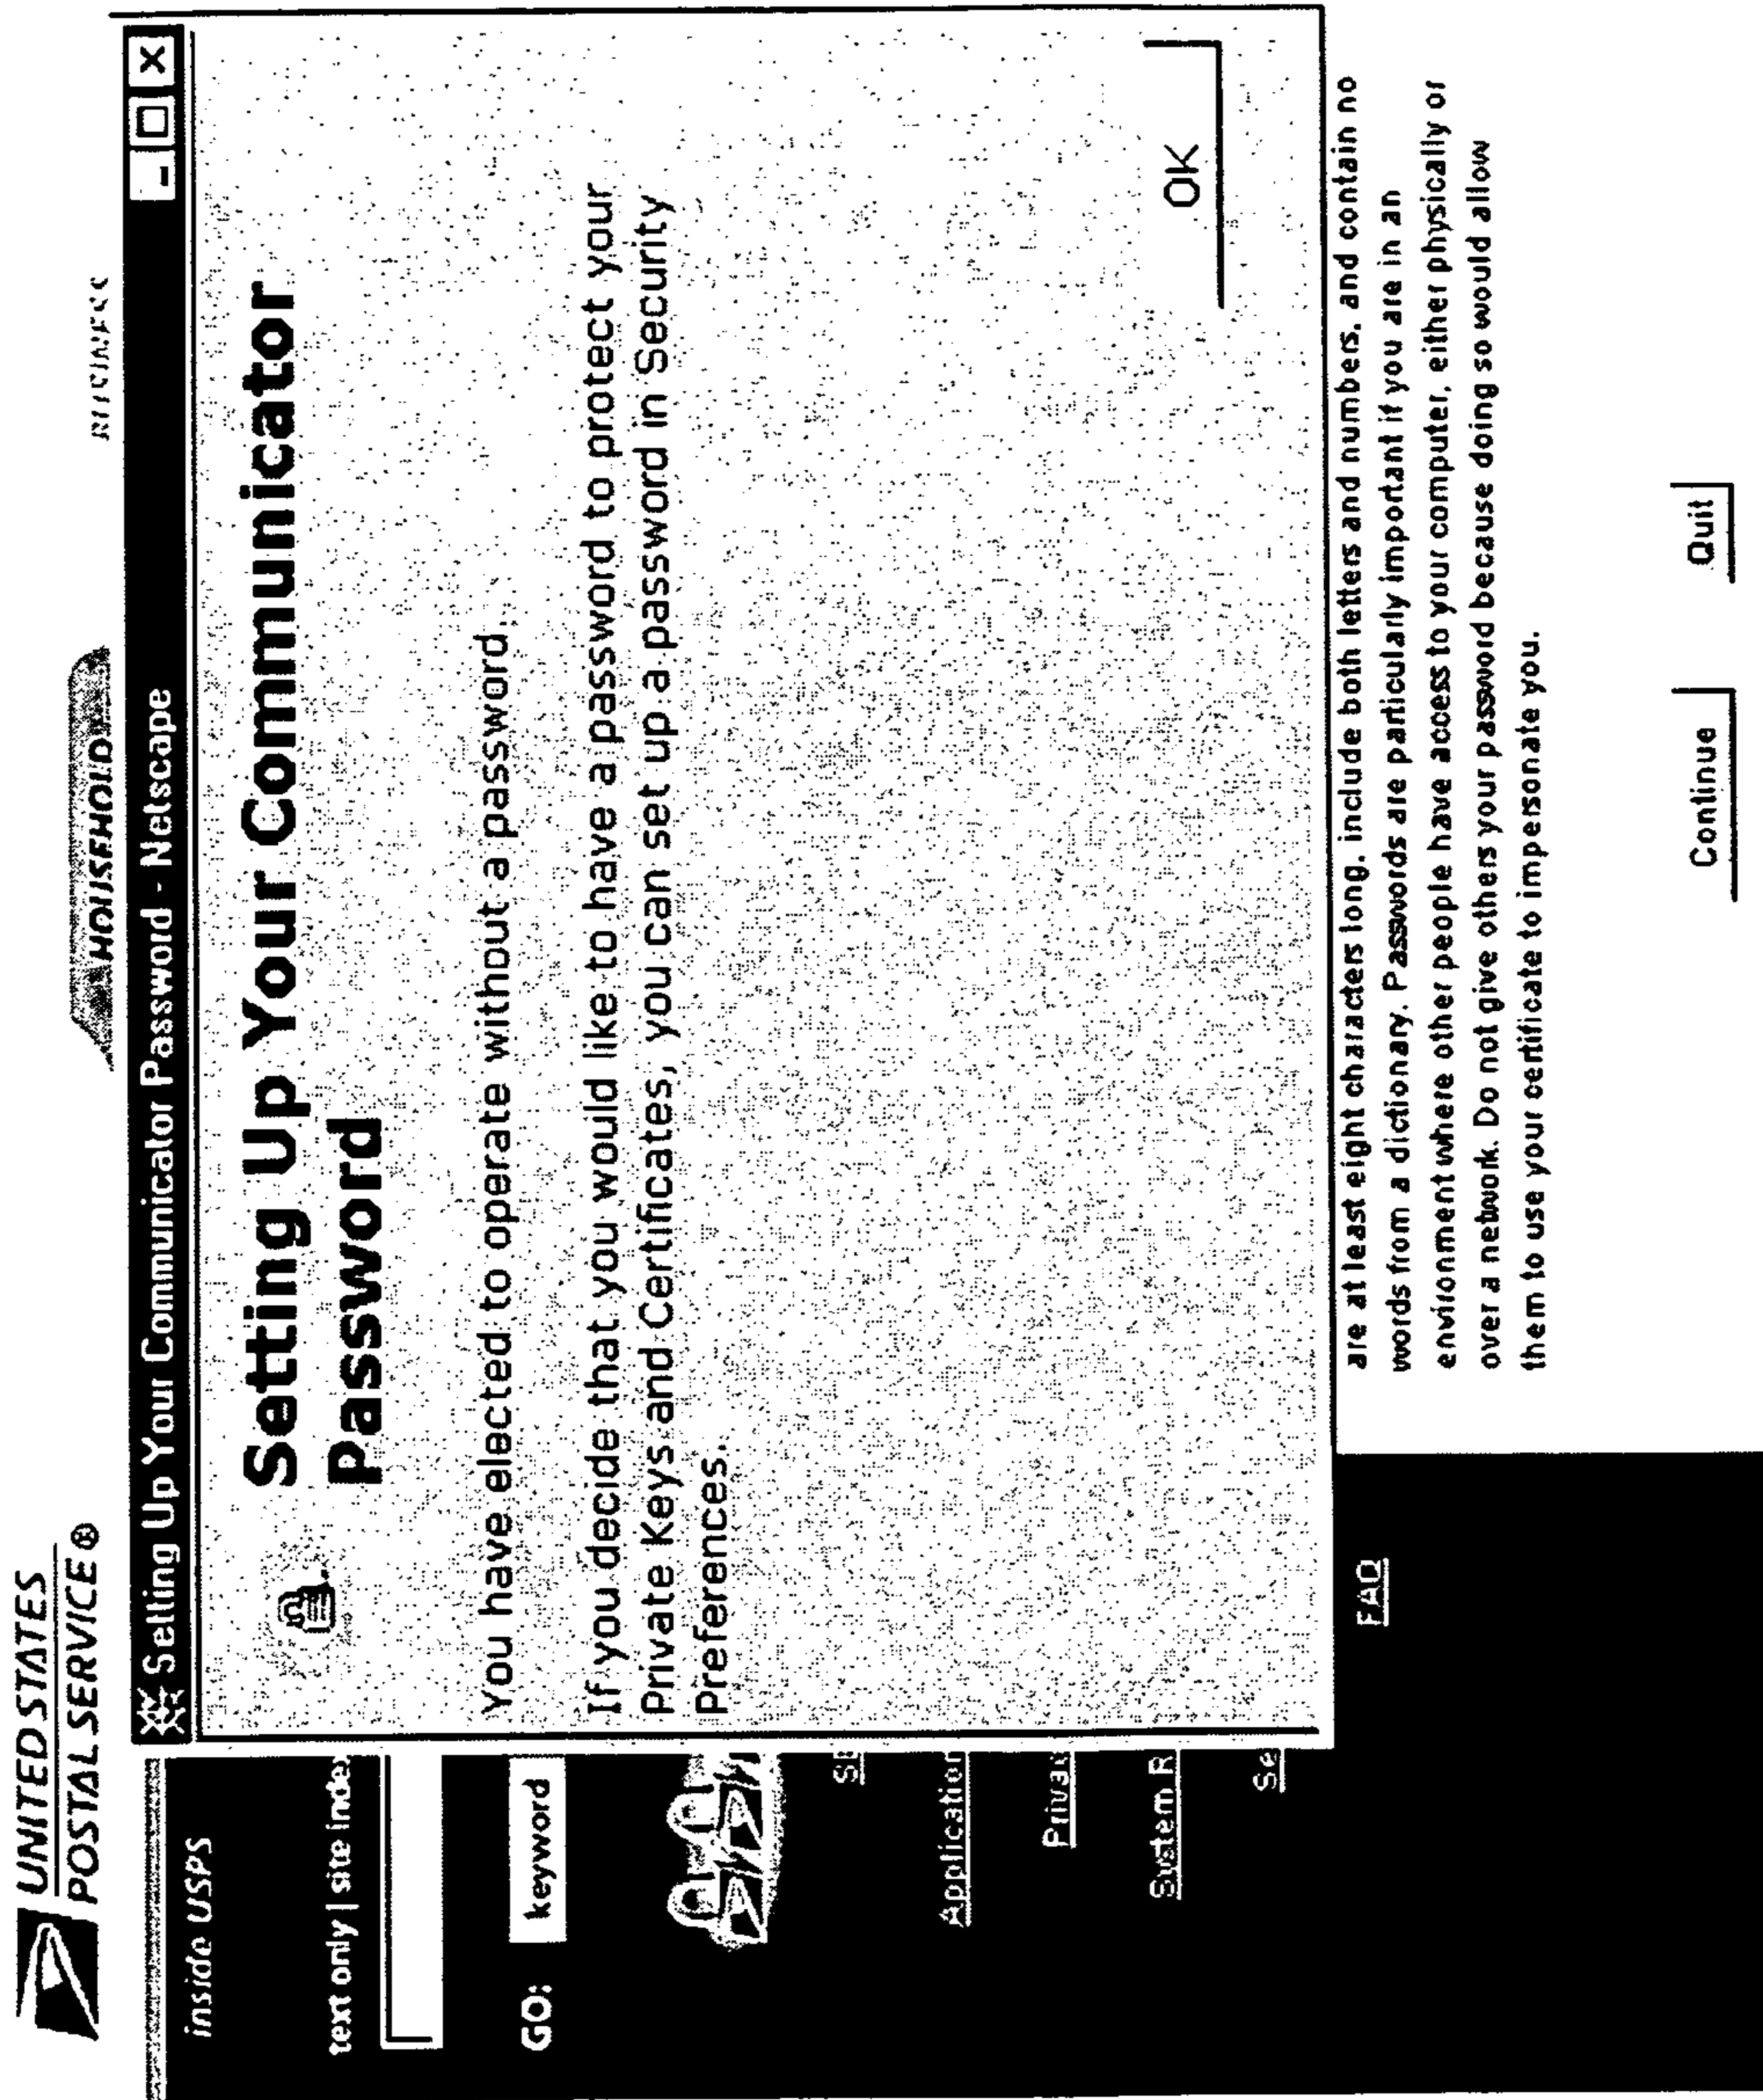 UNITED STATES
POSTAL SERVICE ®
HOUSEHOLD
Setting Up Your Communicator Password - Netscape
inside USPS
text only | site index
GO: keyword
Application
Privac
System R
Se
FAQ
Setting Up Your Communicator
Password
You have elected to operate without a password.
If you decide that you would like to have a password to protect your
Private Keys and Certificates, you can set up a password in Security
Preferences.
OK
are at least eight characters long, include both letters and numbers, and contain no
words from a dictionary. Passwords are particularly important if you are in an
environment where other people have access to your computer, either physically or
over a network. Do not give others your password because doing so would allow
them to use your certificate to impersonate you.
Continue Quit